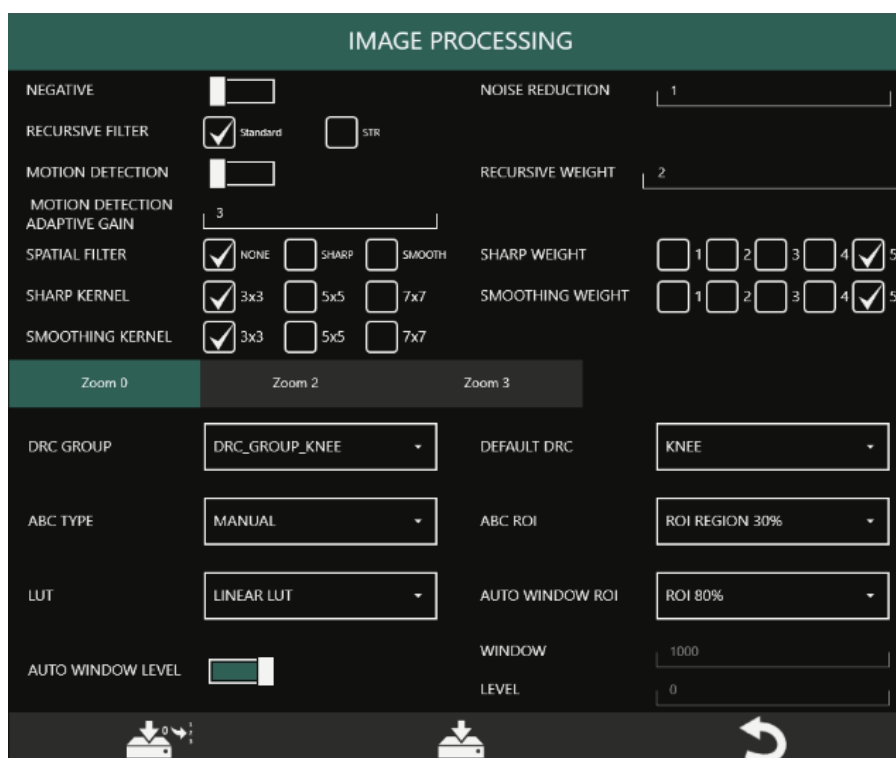 IMAGE PROCESSING
NEGATIVE NOISE REDUCTION 1
RECURSIVE FILTER Standard STR
MOTION DETECTION RECURSIVE WEIGHT 2
MOTION DETECTION
ADAPTIVE GAIN 3
SPATIAL FILTER NONE SHARP SMOOTH SHARP WEIGHT 1 2 3 4 5
SHARP KERNEL 3x3 5x5 7x7 SMOOTHING WEIGHT 1 2 3 4 5
SMOOTHING KERNEL 3x3 5x5 7x7
Zoom 0 Zoom 2 Zoom 3
DRC GROUP DRC_GROUP_KNEE DEFAULT DRC KNEE
ABC TYPE MANUAL ABC ROI ROI REGION 30%
LUT LINEAR LUT AUTO WINDOW ROI ROI 80%
WINDOW 1000
AUTO WINDOW LEVEL
LEVEL 0
0